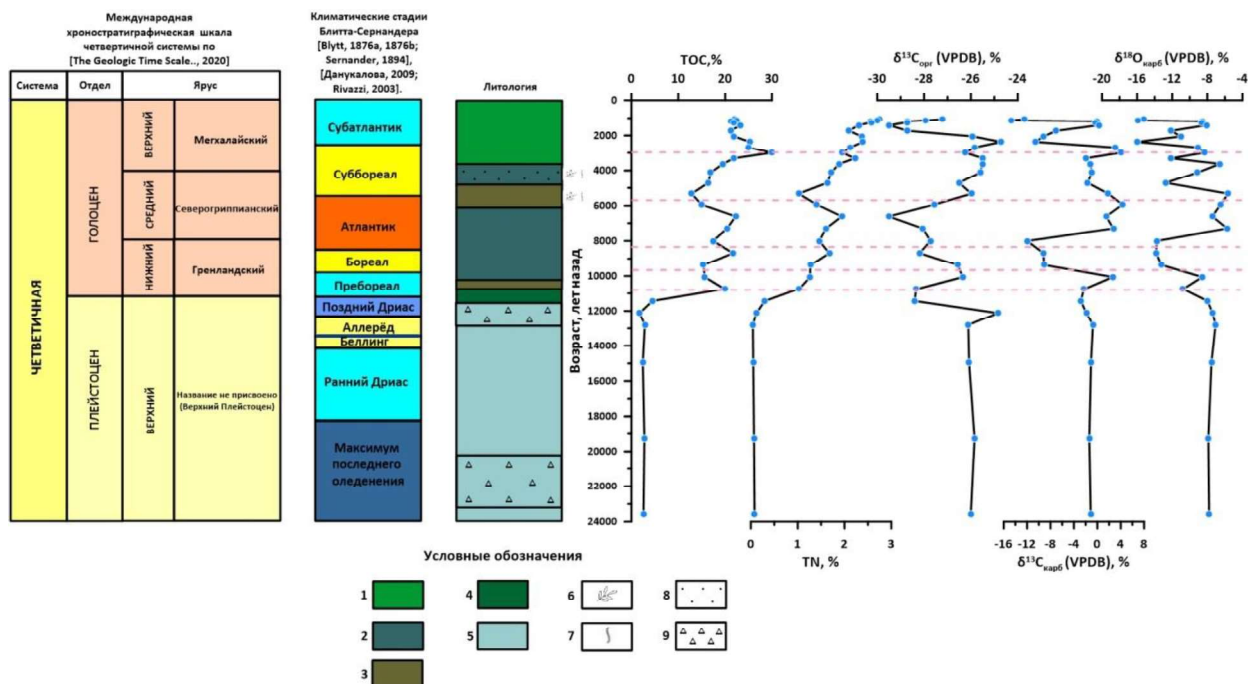 Международная
хроностратиграфическая шкала
четвертичной системы по
[The Geologic Time Scale.., 2020]
Система
Отдел
Ярус
ЧЕТВЕТИЧНАЯ
ГОЛОЦЕН
ПЛЕЙСТОЦЕН
ВЕРХНИЙ
СРЕДНИЙ
НИЖНИЙ
ВЕРХНИЙ
Мегхалайский
Северогриппианский
Гренландский
Название не присвоено
(Верхний Плейстоцен)
Климатические стадии
Блитта-Сернандера
[Blytt, 1876a, 1876b;
Sernander, 1894],
[Данукалова, 2009;
Rivazzi, 2003].
Субатлантик
Суббореал
Атлантик
Бореал
Пребореал
Поздний Дриас
Аллерёд
Беллинг
Ранний Дриас
Максимум
последнего
оледенения
Литология
Возраст, лет назад
0
2000
4000
6000
8000
10000
12000
15000
18000
20000
22000
24000
TOC,%
0 10 20 30
δ¹³Cорг (VPDB), %
-30 -28 -26 -24
δ¹⁸Oкарб (VPDB), %
-20 -16 -12 -8 -4
0 1 2 3
TN, %
-16 -12 -8 -4 0 4 8
δ¹³Cкарб (VPDB), %
Условные обозначения
1 4 6 8
2 5 7 9
3